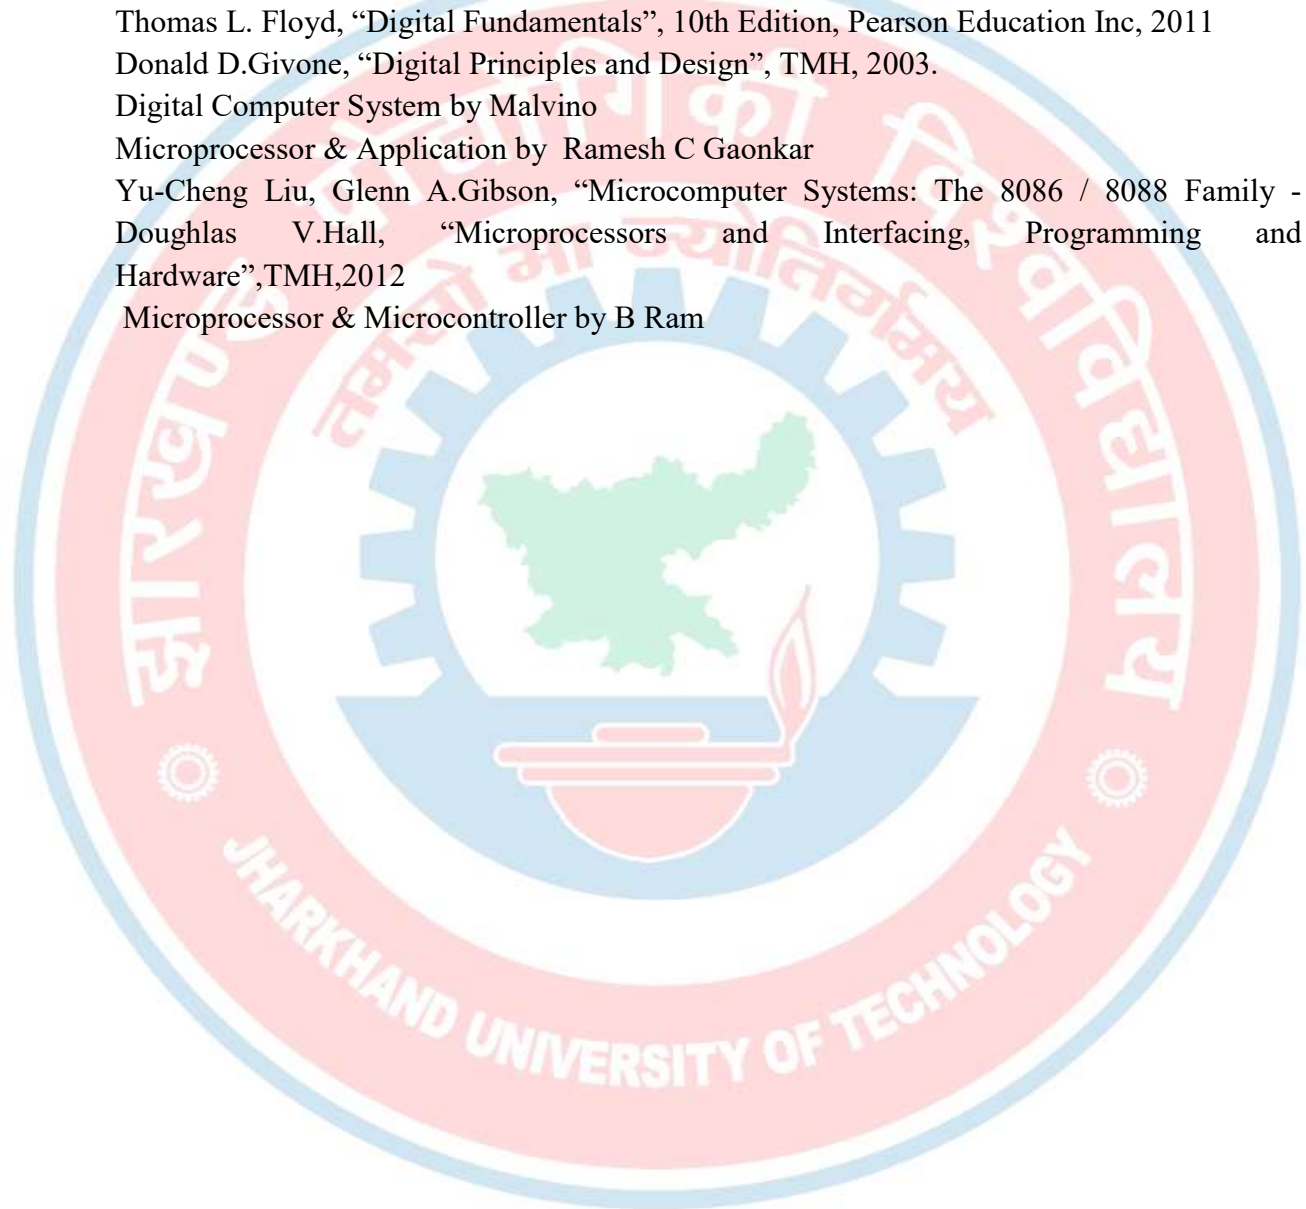 Thomas L. Floyd, “Digital Fundamentals”, 10th Edition, Pearson Education Inc, 2011
Donald D.Givone, “Digital Principles and Design”, TMH, 2003.
Digital Computer System by Malvino
Microprocessor & Application by Ramesh C Gaonkar
Yu-Cheng Liu, Glenn A.Gibson, “Microcomputer Systems: The 8086 / 8088 Family -
Doughlas V.Hall, “Microprocessors and Interfacing, Programming and
Hardware”,TMH,2012
Microprocessor & Microcontroller by B Ram
झारखण्ड प्रौद्योगिकी विश्वविद्यालय
तमसो मा ज्योतिर्गमय
JHARKHAND UNIVERSITY OF TECHNOLOGY